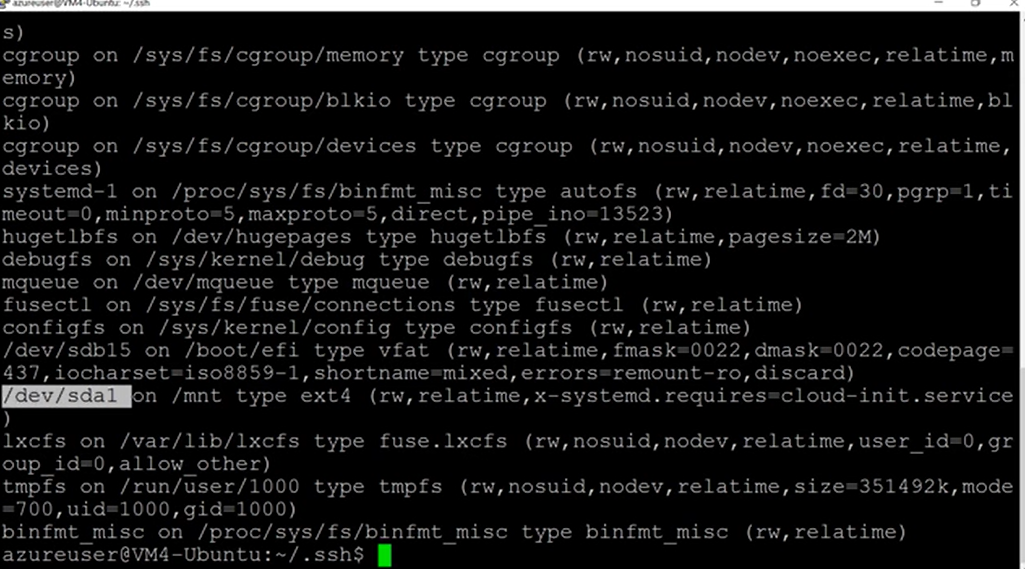 azureuser@VM4-Ubuntu: ~/.ssh
s)
cgroup on /sys/fs/cgroup/memory type cgroup (rw,nosuid,nodev,noexec,relatime,m
emory)
cgroup on /sys/fs/cgroup/blkio type cgroup (rw,nosuid,nodev,noexec,relatime,bl
kio)
cgroup on /sys/fs/cgroup/devices type cgroup (rw,nosuid,nodev,noexec,relatime,
devices)
systemd-1 on /proc/sys/fs/binfmt_misc type autofs (rw,relatime,fd=30,pgrp=1,ti
meout=0,minproto=5,maxproto=5,direct,pipe_ino=13523)
hugetlbfs on /dev/hugepages type hugetlbfs (rw,relatime,pagesize=2M)
debugfs on /sys/kernel/debug type debugfs (rw,relatime)
mqueue on /dev/mqueue type mqueue (rw,relatime)
fusectl on /sys/fs/fuse/connections type fusectl (rw,relatime)
configfs on /sys/kernel/config type configfs (rw,relatime)
/dev/sdb15 on /boot/efi type vfat (rw,relatime,fmask=0022,dmask=0022,codepage=
437,iocharset=iso8859-1,shortname=mixed,errors=remount-ro,discard)
/dev/sda1 on /mnt type ext4 (rw,relatime,x-systemd.requires=cloud-init.service
)
lxcfs on /var/lib/lxcfs type fuse.lxcfs (rw,nosuid,nodev,relatime,user_id=0,gr
oup_id=0,allow_other)
tmpfs on /run/user/1000 type tmpfs (rw,nosuid,nodev,relatime,size=351492k,mode
=700,uid=1000,gid=1000)
binfmt_misc on /proc/sys/fs/binfmt_misc type binfmt_misc (rw,relatime)
azureuser@VM4-Ubuntu:~/.ssh$